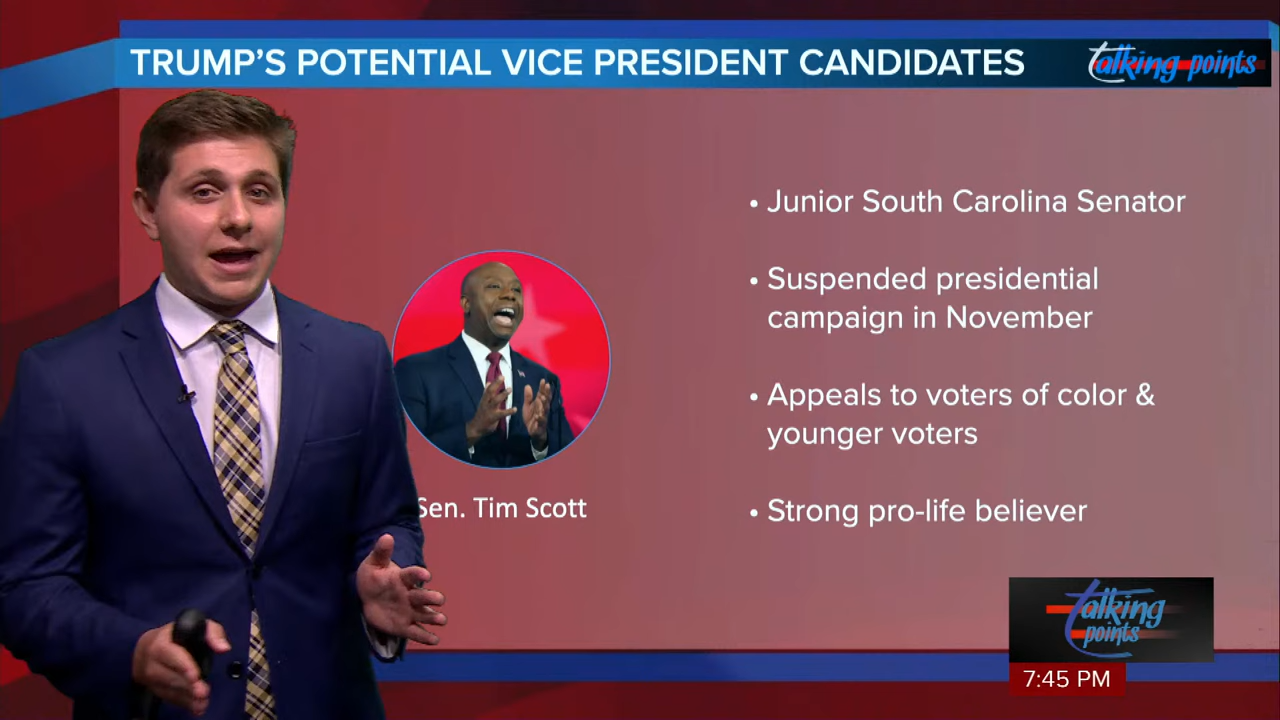 TRUMP'S POTENTIAL VICE PRESIDENT CANDIDATES
talking points
• Junior South Carolina Senator
• Suspended presidential
campaign in November
• Appeals to voters of color &
younger voters
Sen. Tim Scott
• Strong pro-life believer
talking
points
7:45 PM